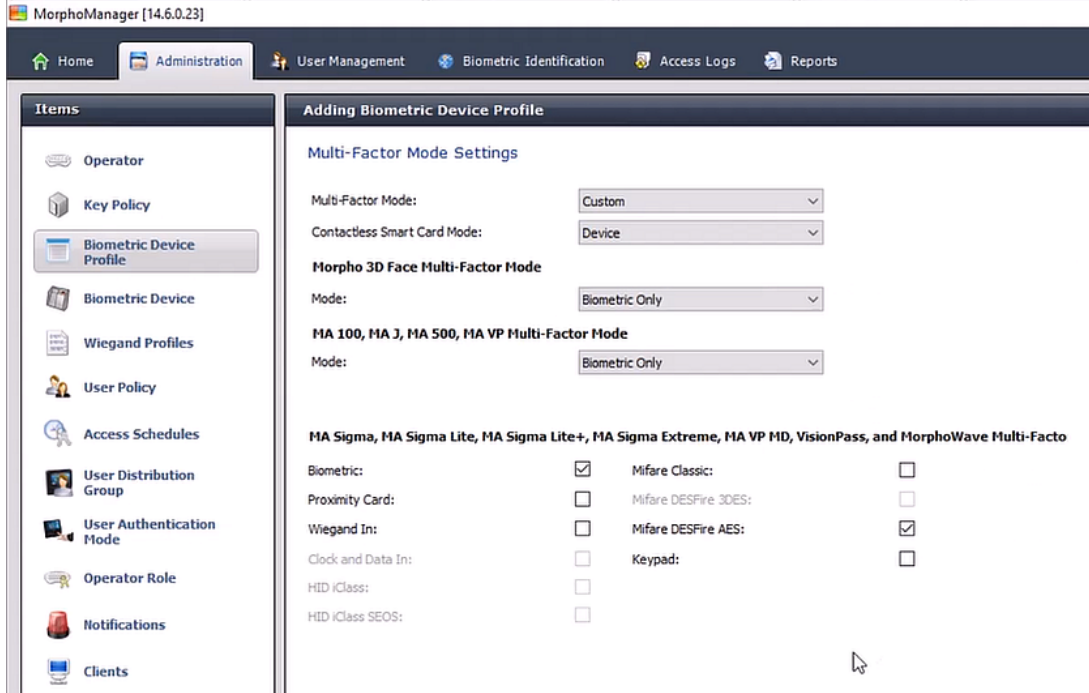 MorphoManager [14.6.0.23]
Home
Administration
User Management
Biometric Identification
Access Logs
Reports
Items
Operator
Key Policy
Biometric Device
Profile
Biometric Device
Wiegand Profiles
User Policy
Access Schedules
User Distribution
Group
User Authentication
Mode
Operator Role
Notifications
Clients
Adding Biometric Device Profile
Multi-Factor Mode Settings
Multi-Factor Mode: Custom
Contactless Smart Card Mode: Device
Morpho 3D Face Multi-Factor Mode
Mode: Biometric Only
MA 100, MA J, MA 500, MA VP Multi-Factor Mode
Mode: Biometric Only
MA Sigma, MA Sigma Lite, MA Sigma Lite+, MA Sigma Extreme, MA VP MD, VisionPass, and MorphoWave Multi-Facto
Biometric: Mifare Classic:
Proximity Card: Mifare DESFire 3DES:
Wiegand In: Mifare DESFire AES:
Clock and Data In: Keypad:
HID iClass:
HID iClass SEOS: